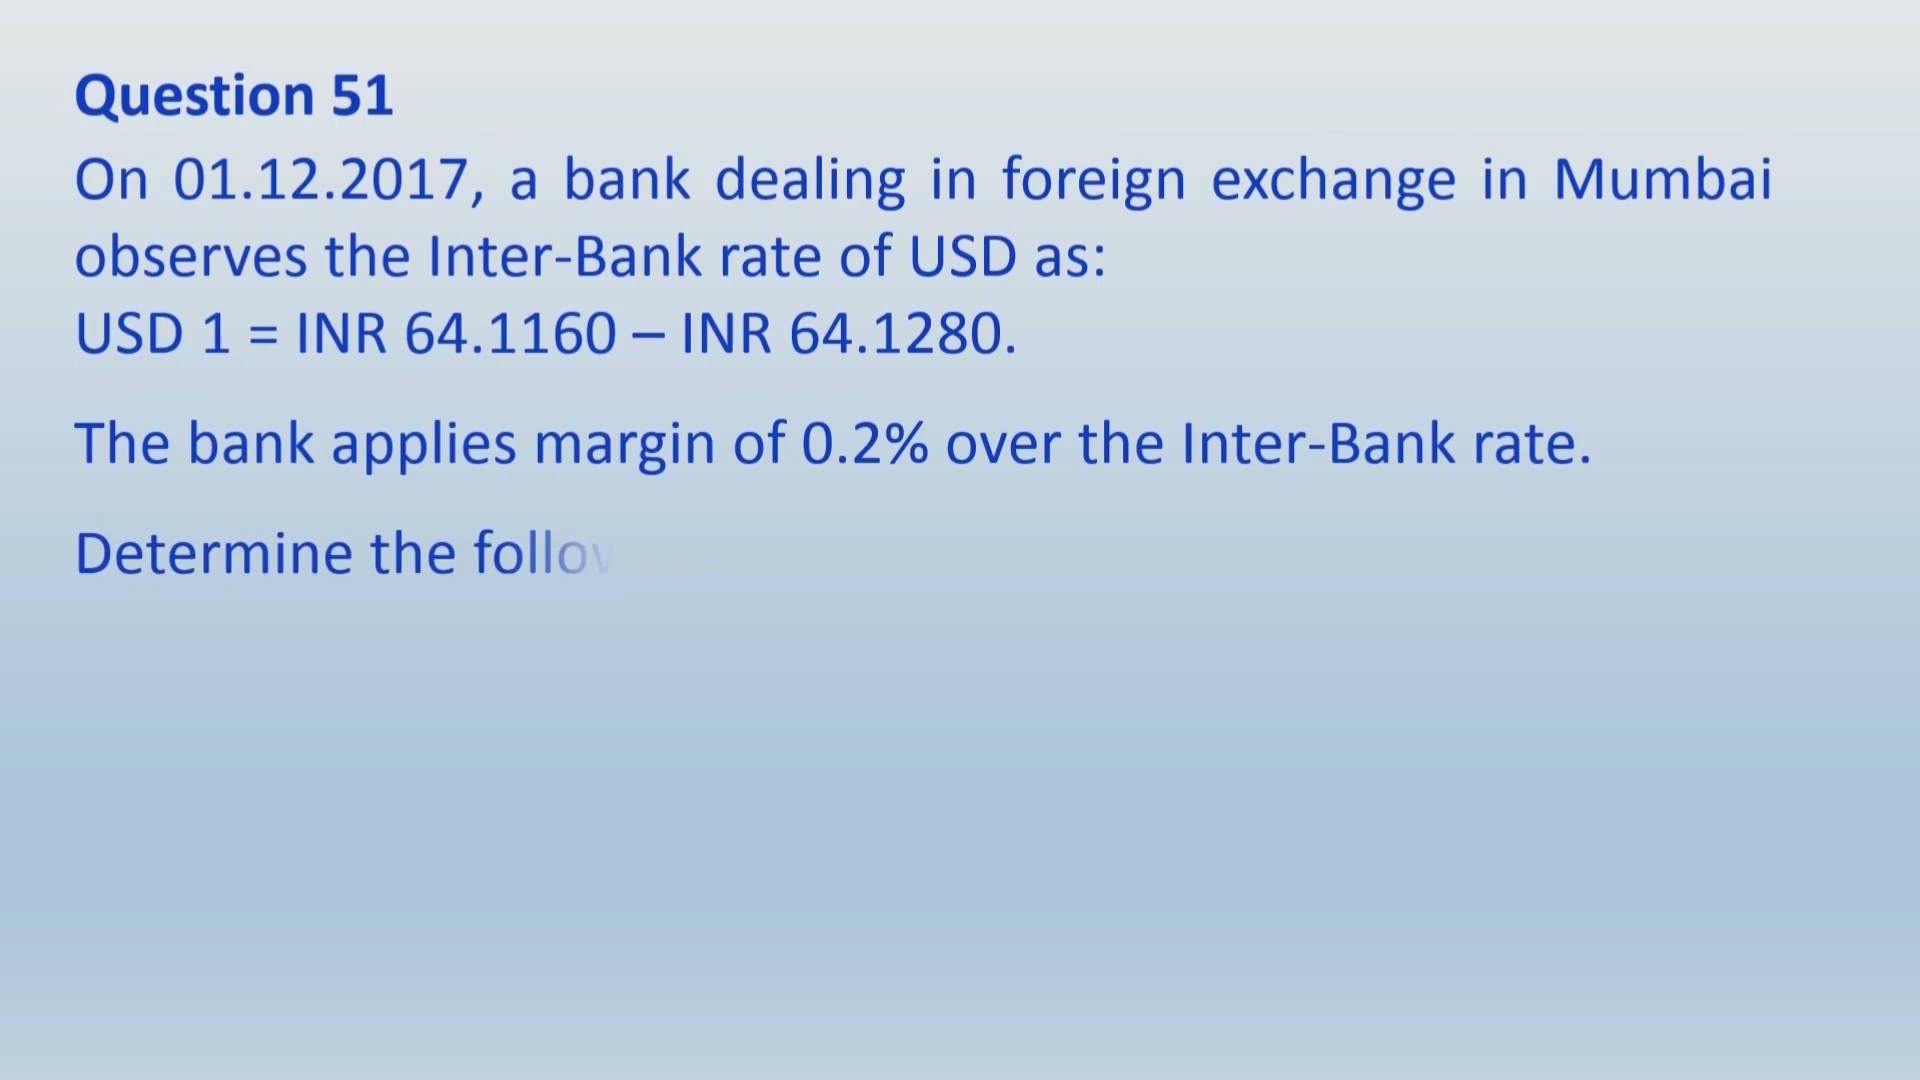 Question 51
On 01.12.2017, a bank dealing in foreign exchange in Mumbai
observes the Inter-Bank rate of USD as:
USD 1 = INR 64.1160 – INR 64.1280.
The bank applies margin of 0.2% over the Inter-Bank rate.
Determine the